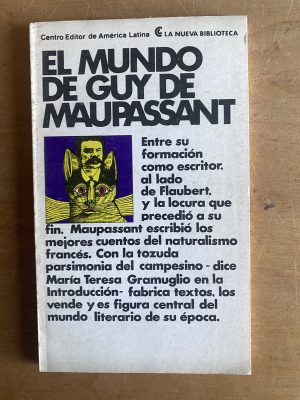 Centro Editor de América Latina LA NUEVA BIBLIOTECA
EL MUNDO
DE GUY DE
MAUPASSANT
Entre su
formación
como escritor,
al lado
de Flaubert,
y la locura que
precedió a su
fin, Maupassant escribió los
mejores cuentos del naturalismo
francés. Con la tozuda
parsimonia del campesino - dice
María Teresa Gramuglio en la
Introducción - fabrica textos, los
vende y es figura central del
mundo literario de su época.